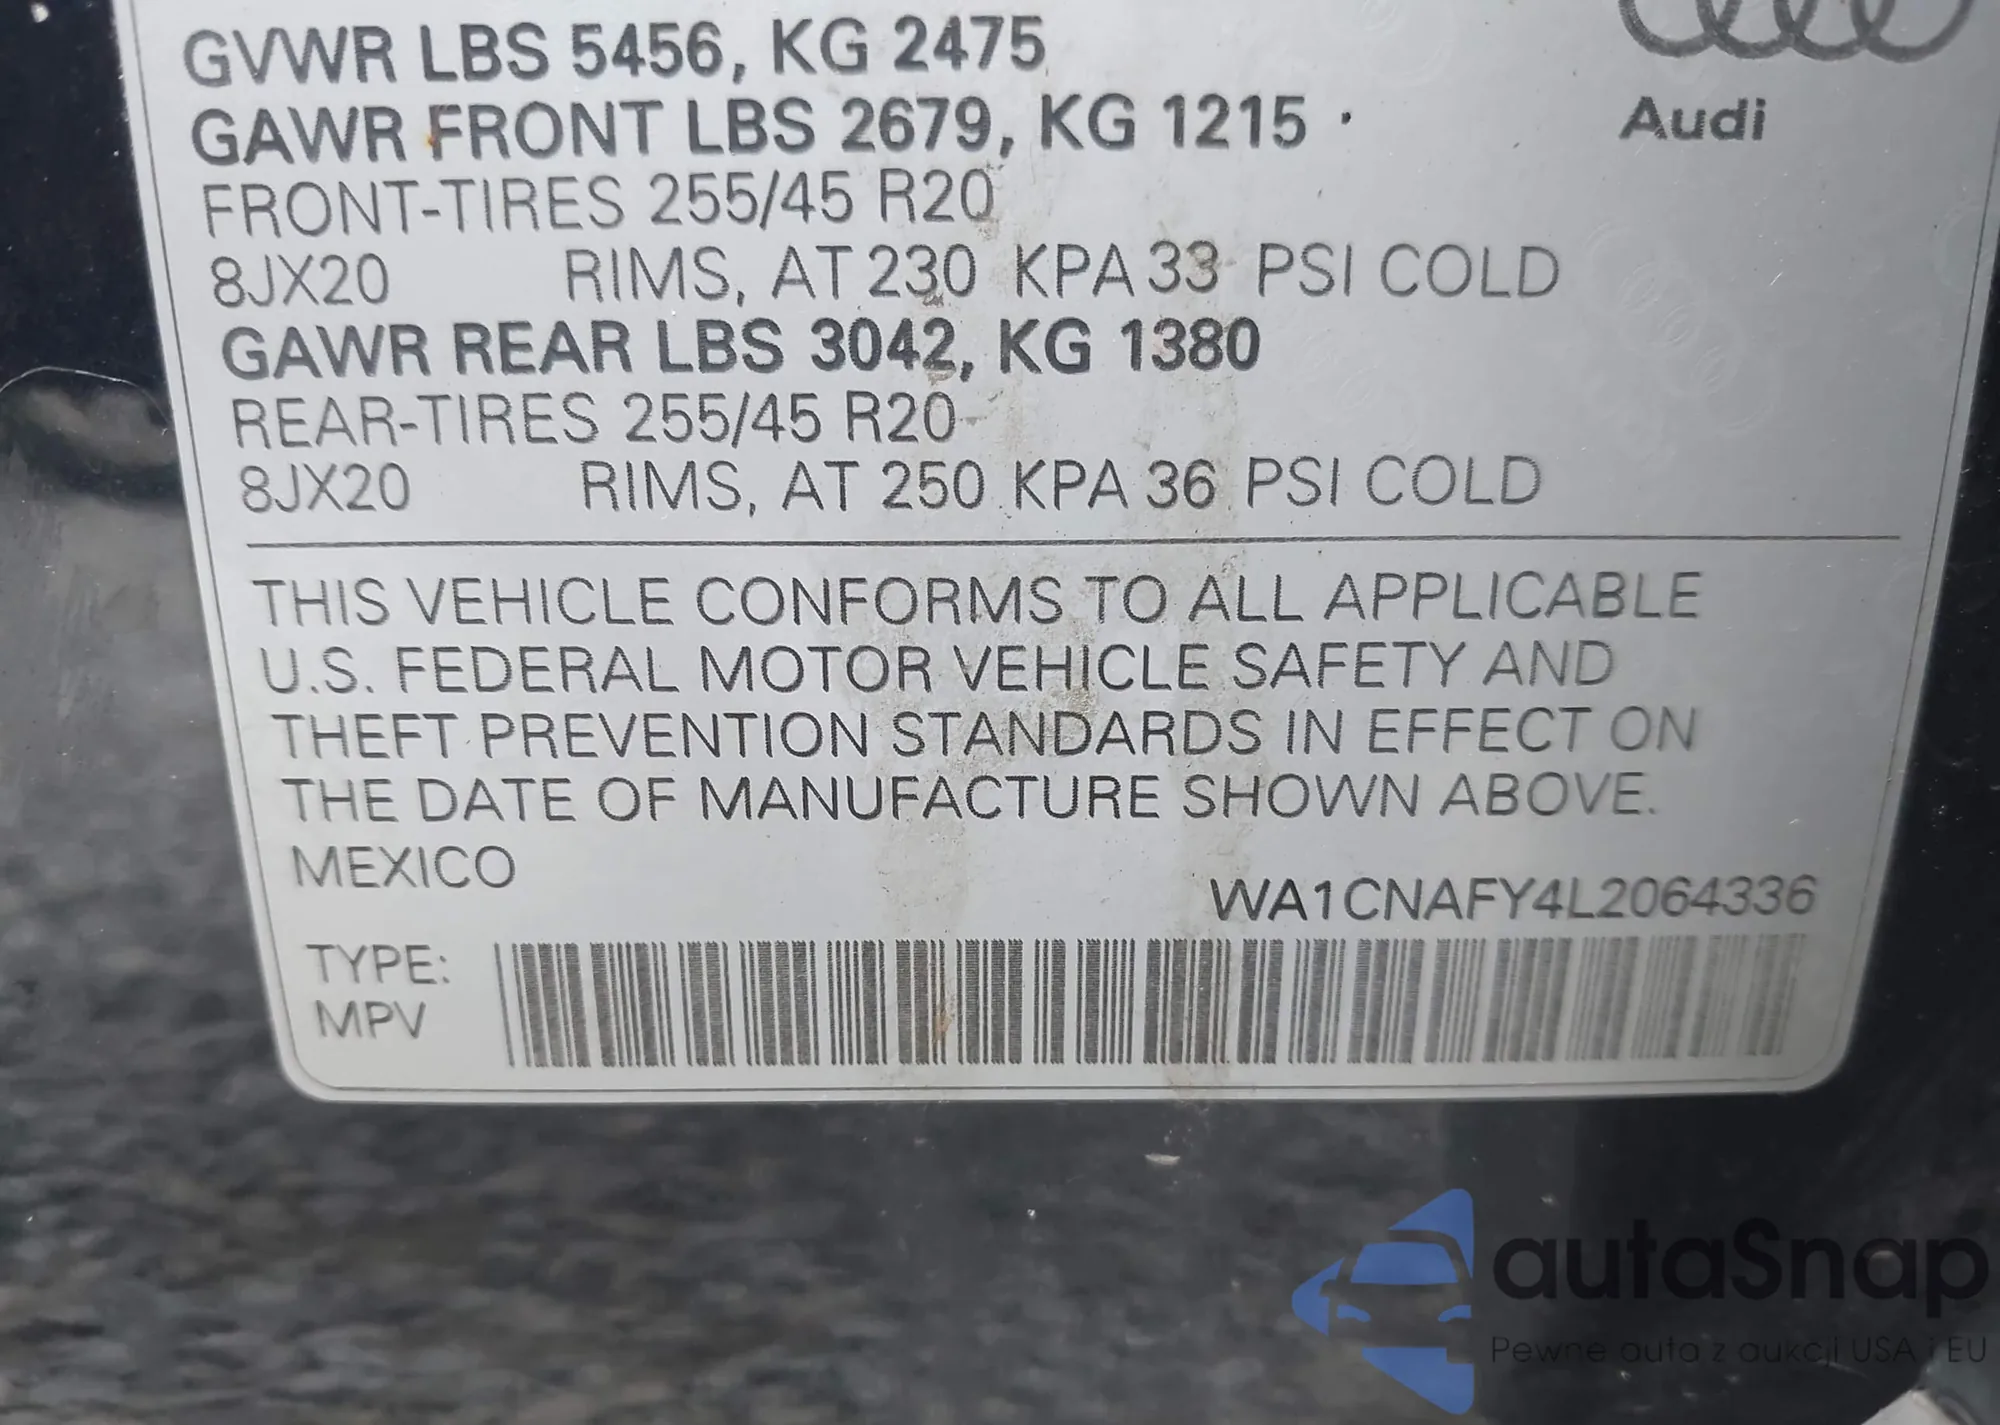 GVWR LBS 5456, KG 2475
GAWR FRONT LBS 2679, KG 1215
Audi
FRONT-TIRES 255/45 R20
8JX20 RIMS, AT 230 KPA 33 PSI COLD
GAWR REAR LBS 3042, KG 1380
REAR-TIRES 255/45 R20
8JX20 RIMS, AT 250 KPA 36 PSI COLD
THIS VEHICLE CONFORMS TO ALL APPLICABLE
U.S. FEDERAL MOTOR VEHICLE SAFETY AND
THEFT PREVENTION STANDARDS IN EFFECT ON
THE DATE OF MANUFACTURE SHOWN ABOVE.
MEXICO
WA1CNAFY4L2064336
TYPE:
MPV
autaSnap
Pewne auta z aukcji USA i EU